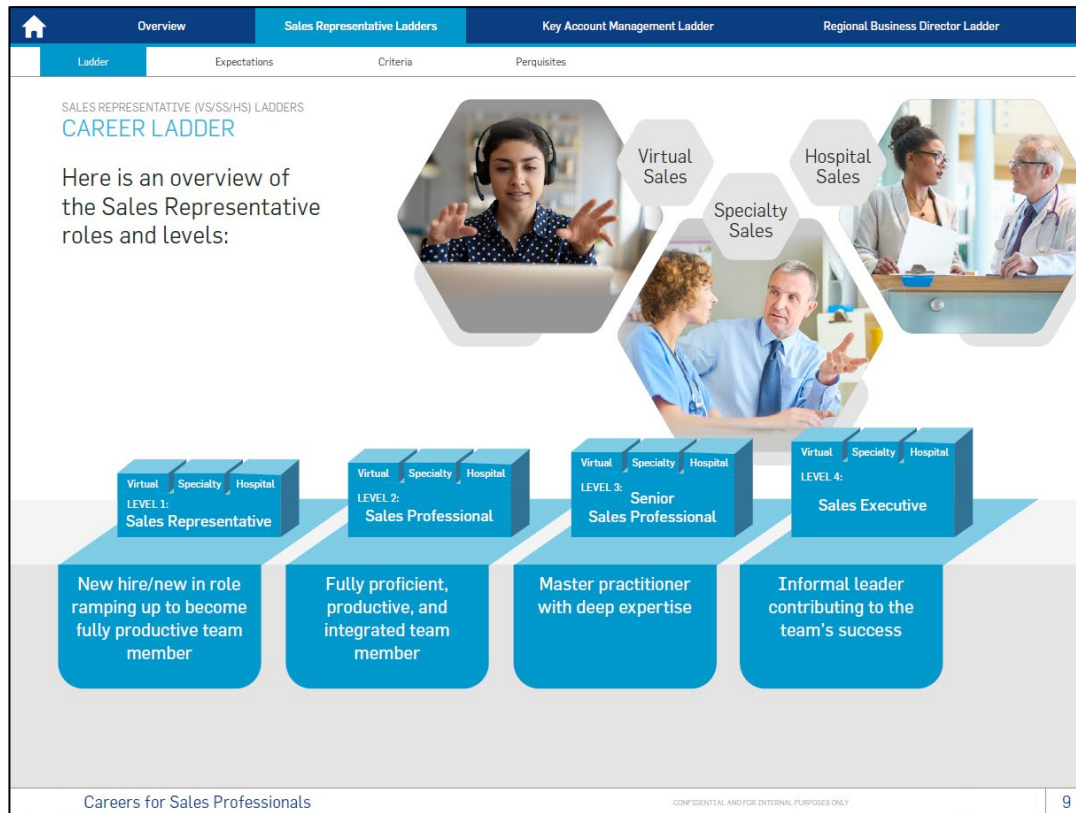 Overview
Sales Representative Ladders
Key Account Management Ladder
Regional Business Director Ladder
Ladder
Expectations
Criteria
Perquisites
SALES REPRESENTATIVE (VS/SS/HS) LADDERS
CAREER LADDER
Here is an overview of
the Sales Representative
roles and levels:
Virtual
Sales
Specialty
Sales
Hospital
Sales
Virtual Specialty Hospital
LEVEL 1:
Sales Representative
New hire/new in role
ramping up to become
fully productive team
member
Virtual Specialty Hospital
LEVEL 2:
Sales Professional
Fully proficient,
productive, and
integrated team
member
Virtual Specialty Hospital
LEVEL 3:
Senior
Sales Professional
Master practitioner
with deep expertise
Virtual Specialty Hospital
LEVEL 4:
Sales Executive
Informal leader
contributing to the
team's success
Careers for Sales Professionals
CONFIDENTIAL AND FOR INTERNAL PURPOSES ONLY
9